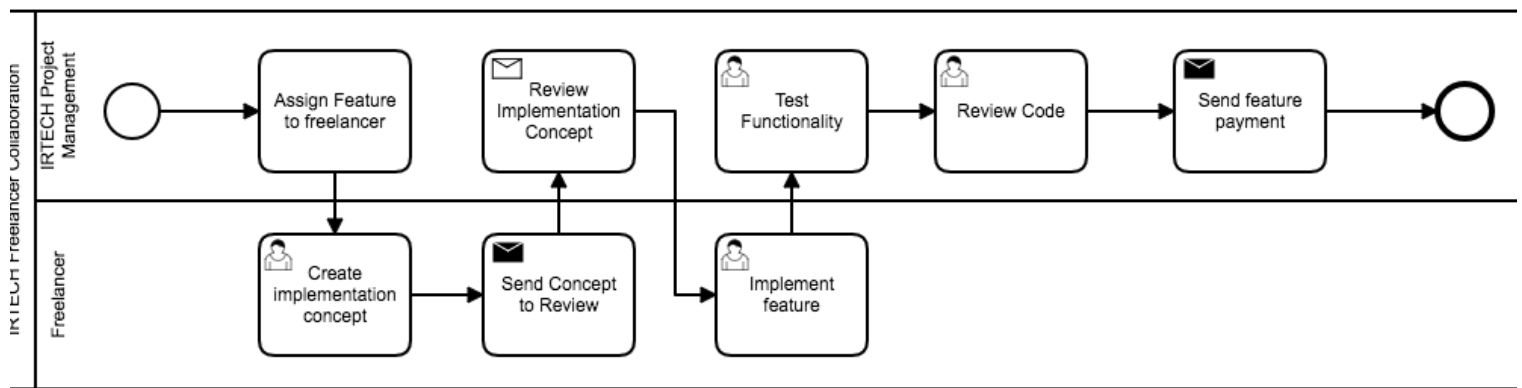 IRTECH Freelancer Collaboration
IRTECH Project
Management
Assign Feature
to freelancer
Review
Implementation
Concept
Test
Functionality
Review Code
Send feature
payment
Freelancer
Create
implementation
concept
Send Concept
to Review
Implement
feature